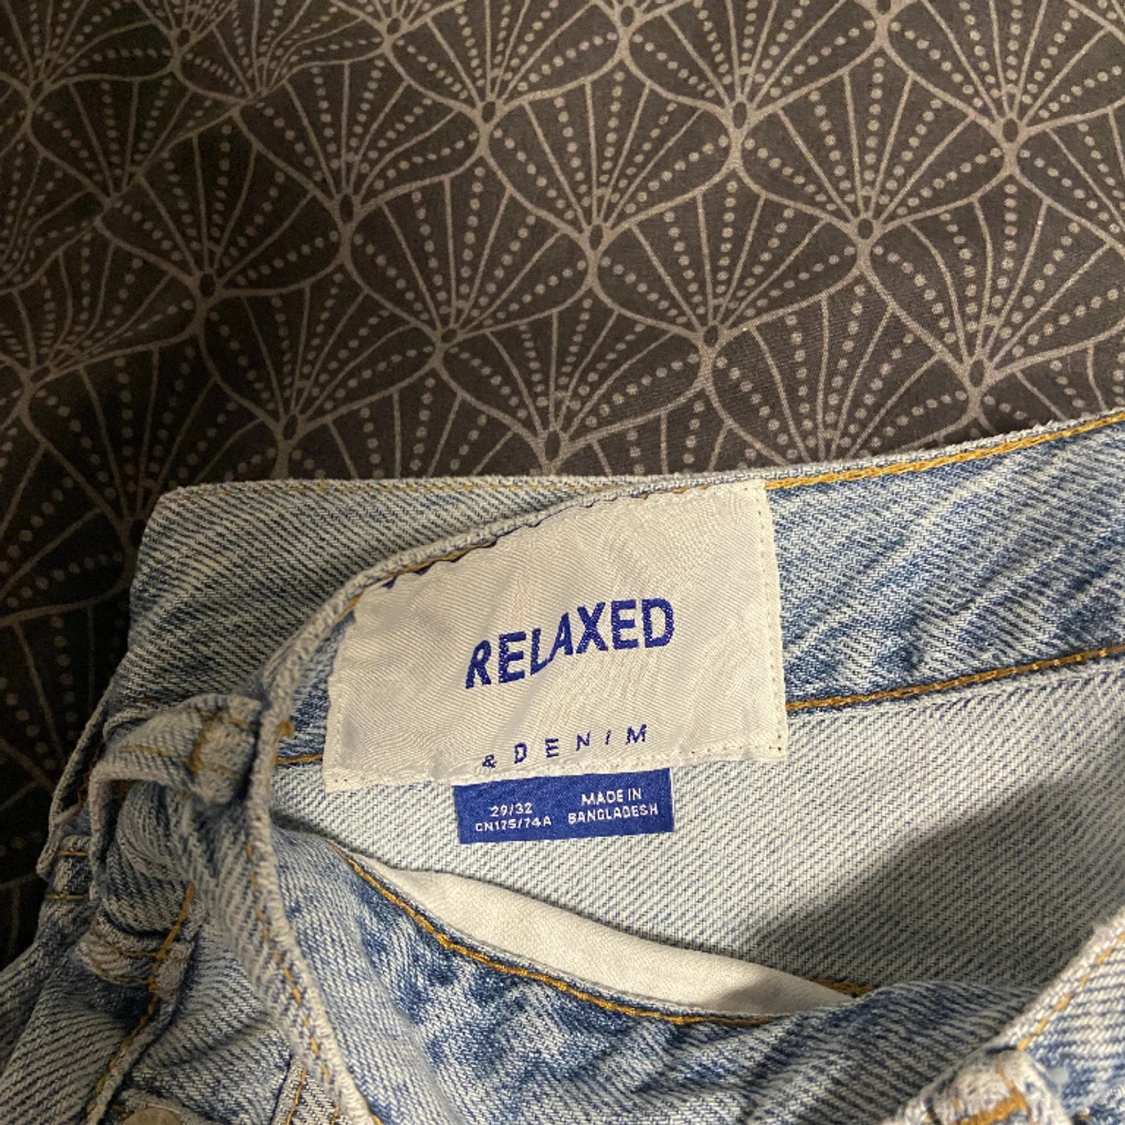 RELAXED
& DENIM
29/32 MADE IN
CN175/74A BANGLADESH